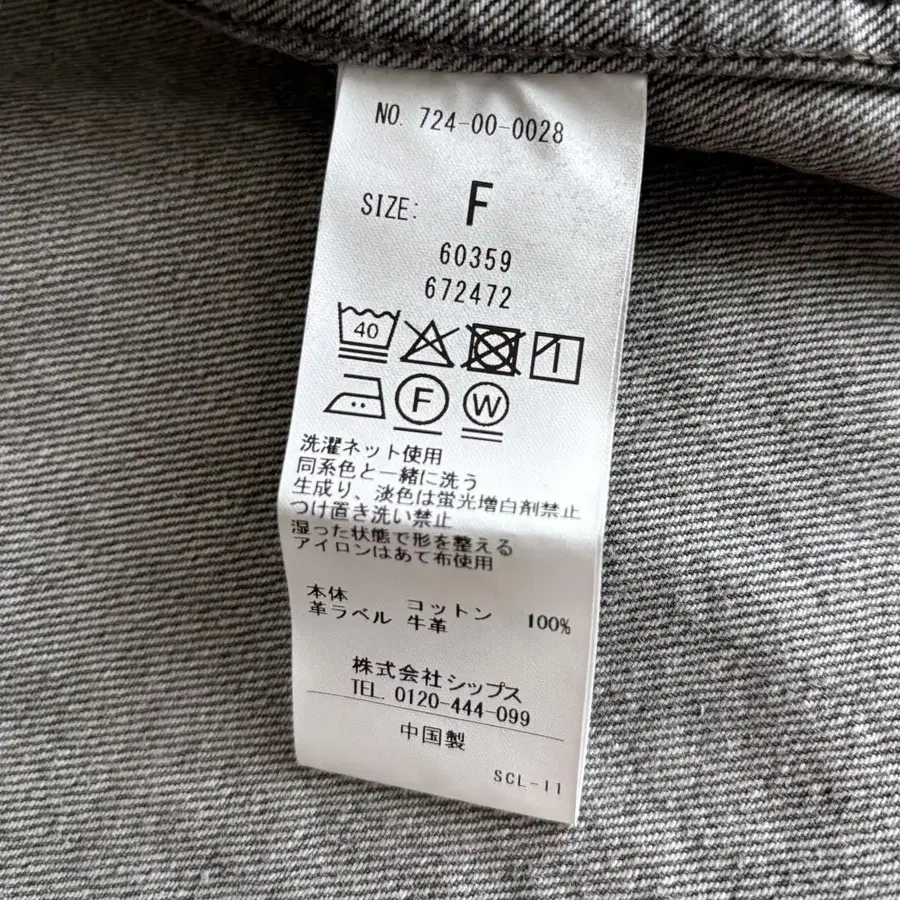 NO. 724-00-0028
SIZE: F
60359
672472
40
F W
洗濯ネット使用
同系色と一緒に洗う
生成り、淡色は蛍光増白剤禁止
つけ置き洗い禁止
湿った状態で形を整える
アイロンはあて布使用
本体 コットン 100%
革ラベル 牛革
株式会社シップス
TEL. 0120-444-099
中国製
SCL-11